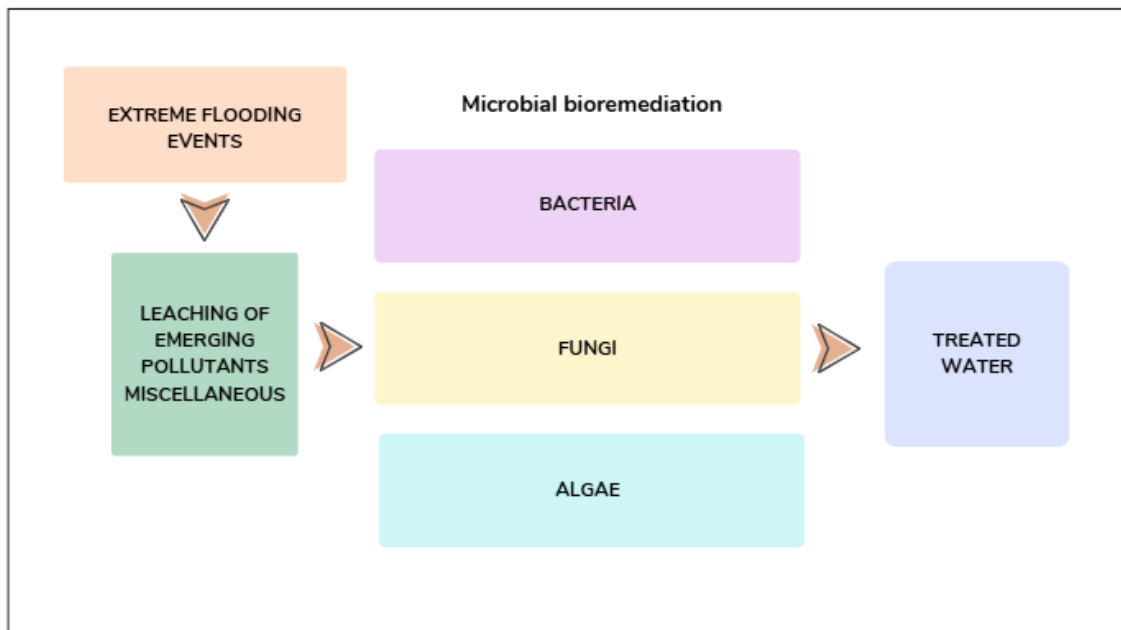 EXTREME FLOODING
EVENTS
LEACHING OF
EMERGING
POLLUTANTS
MISCELLANEOUS
Microbial bioremediation
BACTERIA
FUNGI
ALGAE
TREATED
WATER